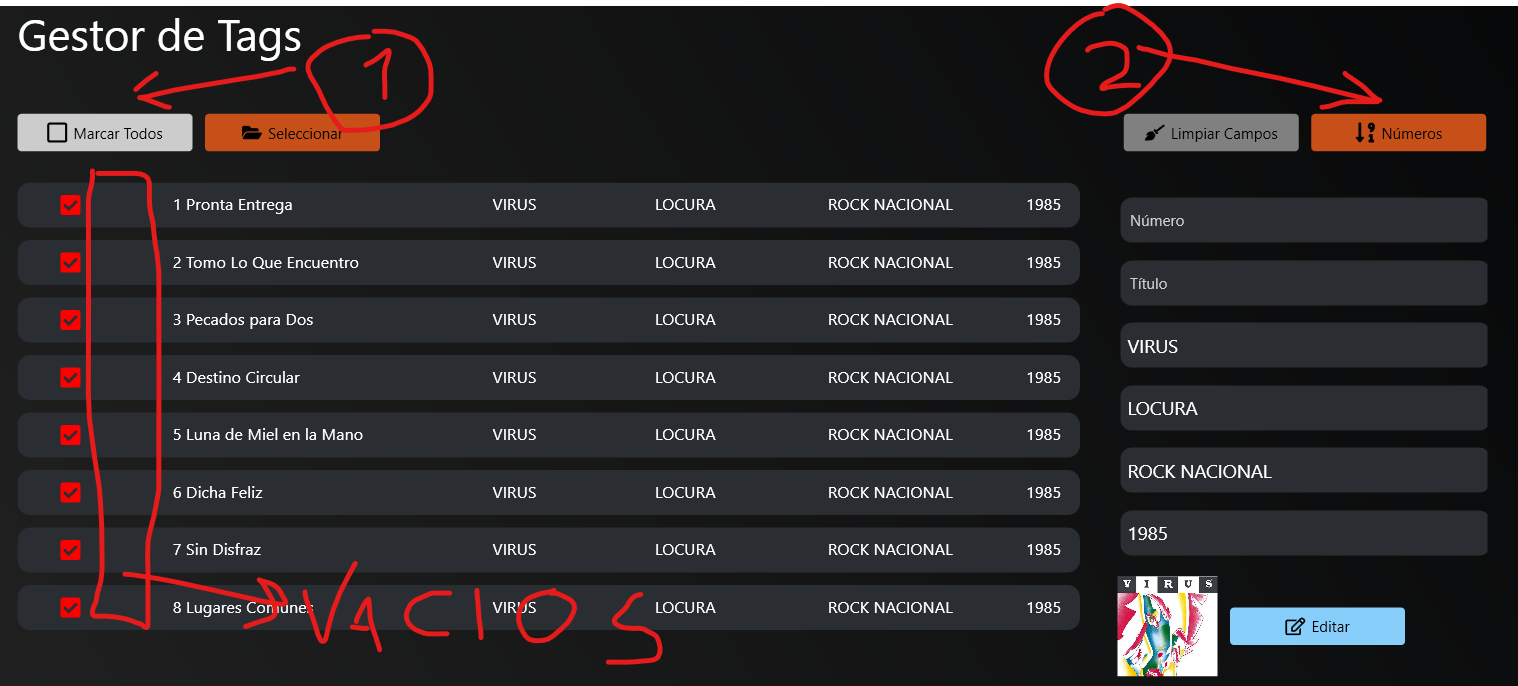 Gestor de Tags
1
2
Marcar Todos Seleccionar Limpiar Campos Números
1 Pronta Entrega VIRUS LOCURA ROCK NACIONAL 1985
2 Tomo Lo Que Encuentro VIRUS LOCURA ROCK NACIONAL 1985
3 Pecados para Dos VIRUS LOCURA ROCK NACIONAL 1985
4 Destino Circular VIRUS LOCURA ROCK NACIONAL 1985
5 Luna de Miel en la Mano VIRUS LOCURA ROCK NACIONAL 1985
6 Dicha Feliz VIRUS LOCURA ROCK NACIONAL 1985
7 Sin Disfraz VIRUS LOCURA ROCK NACIONAL 1985
8 Lugares Comunes VIRUS LOCURA ROCK NACIONAL 1985
VACIOS
Número
Título
VIRUS
LOCURA
ROCK NACIONAL
1985
VIRUS
Editar